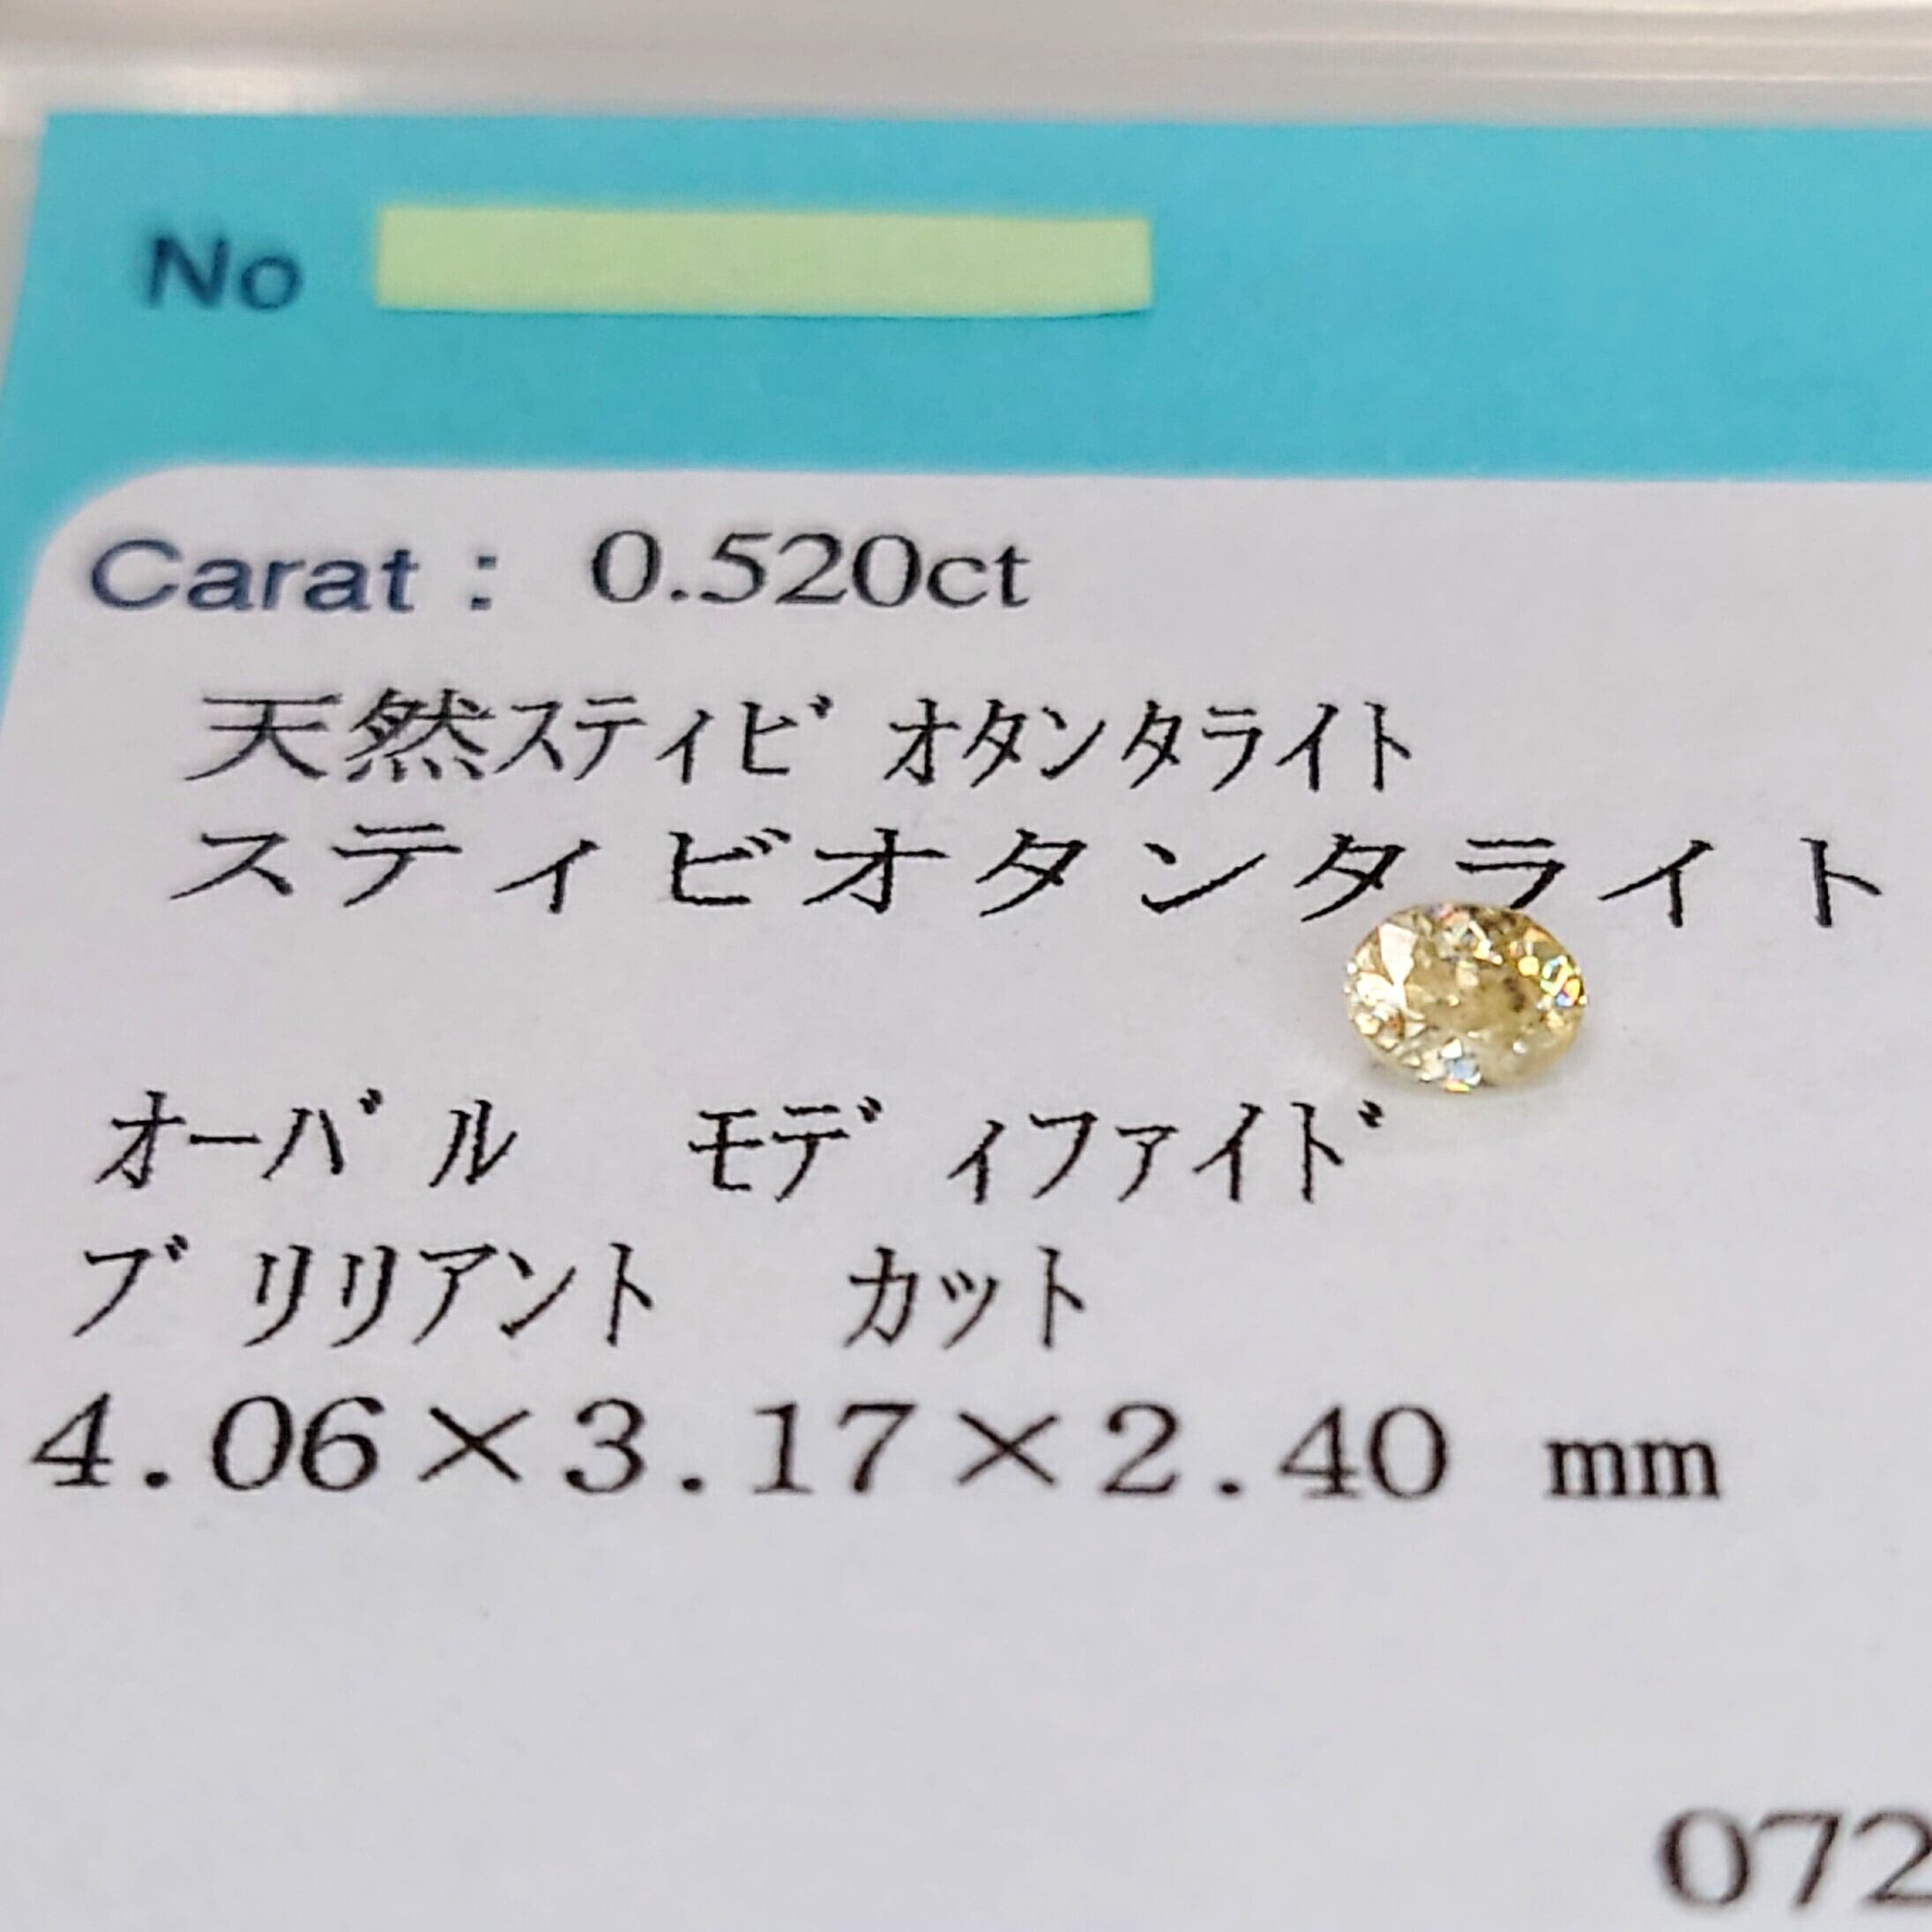 No
Carat : 0.520ct
天然ｽﾃｨﾋﾞｵﾀﾝﾀﾗｲﾄ
スティビオタンタライト
ｵｰﾊﾞﾙ ﾓﾃﾞｨﾌｧｲﾄﾞ
ﾌﾞﾘﾘｱﾝﾄ ｶｯﾄ
4.06×3.17×2.40 mm
072